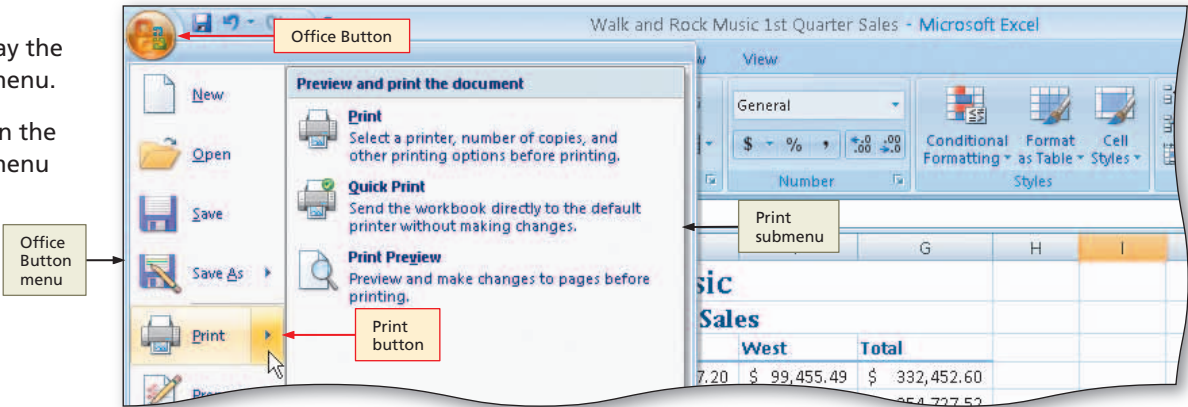 ay the
enu.
n the
enu
Office Button
Walk and Rock Music 1st Quarter Sales - Microsoft Excel
View
New
Open
Save
Save As
Print
Preview and print the document
Print
Select a printer, number of copies, and
other printing options before printing.
Quick Print
Send the workbook directly to the default
printer without making changes.
Print Preview
Preview and make changes to pages before
printing.
Office
Button
menu
Print
button
Print
submenu
General
$ % ,
Conditional
Formatting
Format
as Table
Cell
Styles
Number
Styles
G H I
sic
Sales
West Total
7.20 $ 99,455.49 $ 332,452.60